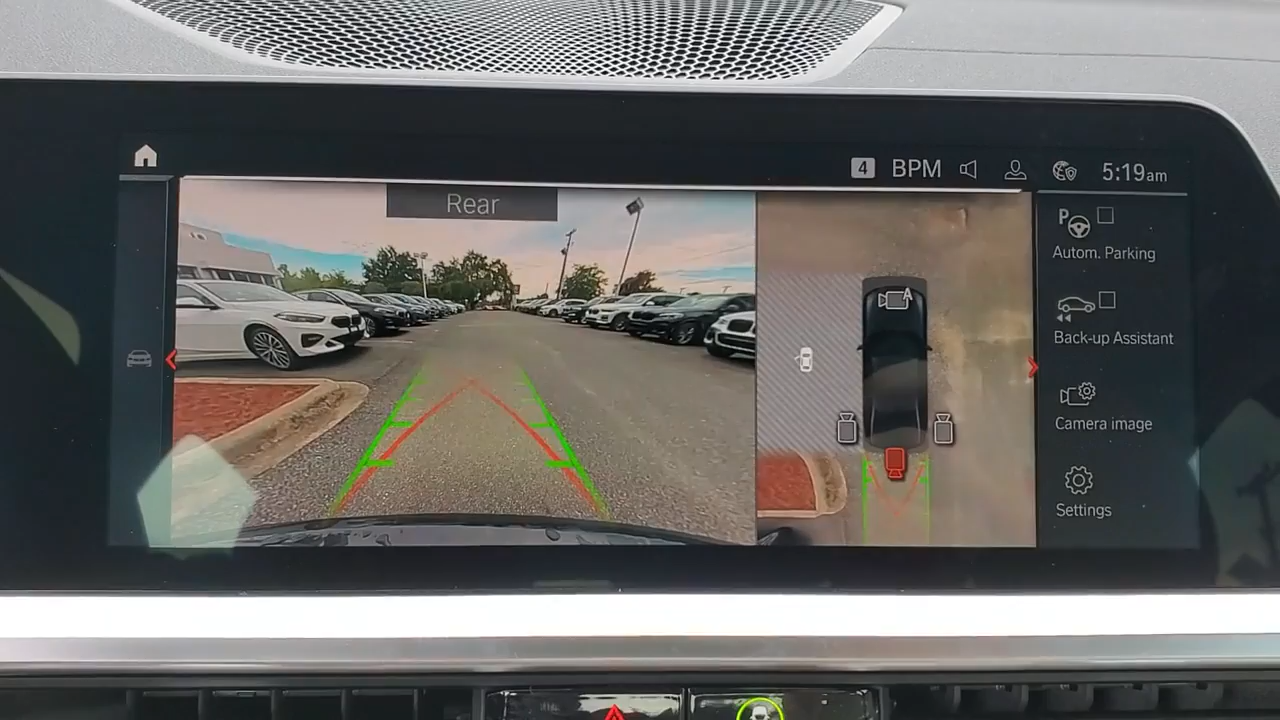 4 BPM 5:19am
Rear
A
P
Autom. Parking
Back-up Assistant
Camera image
Settings